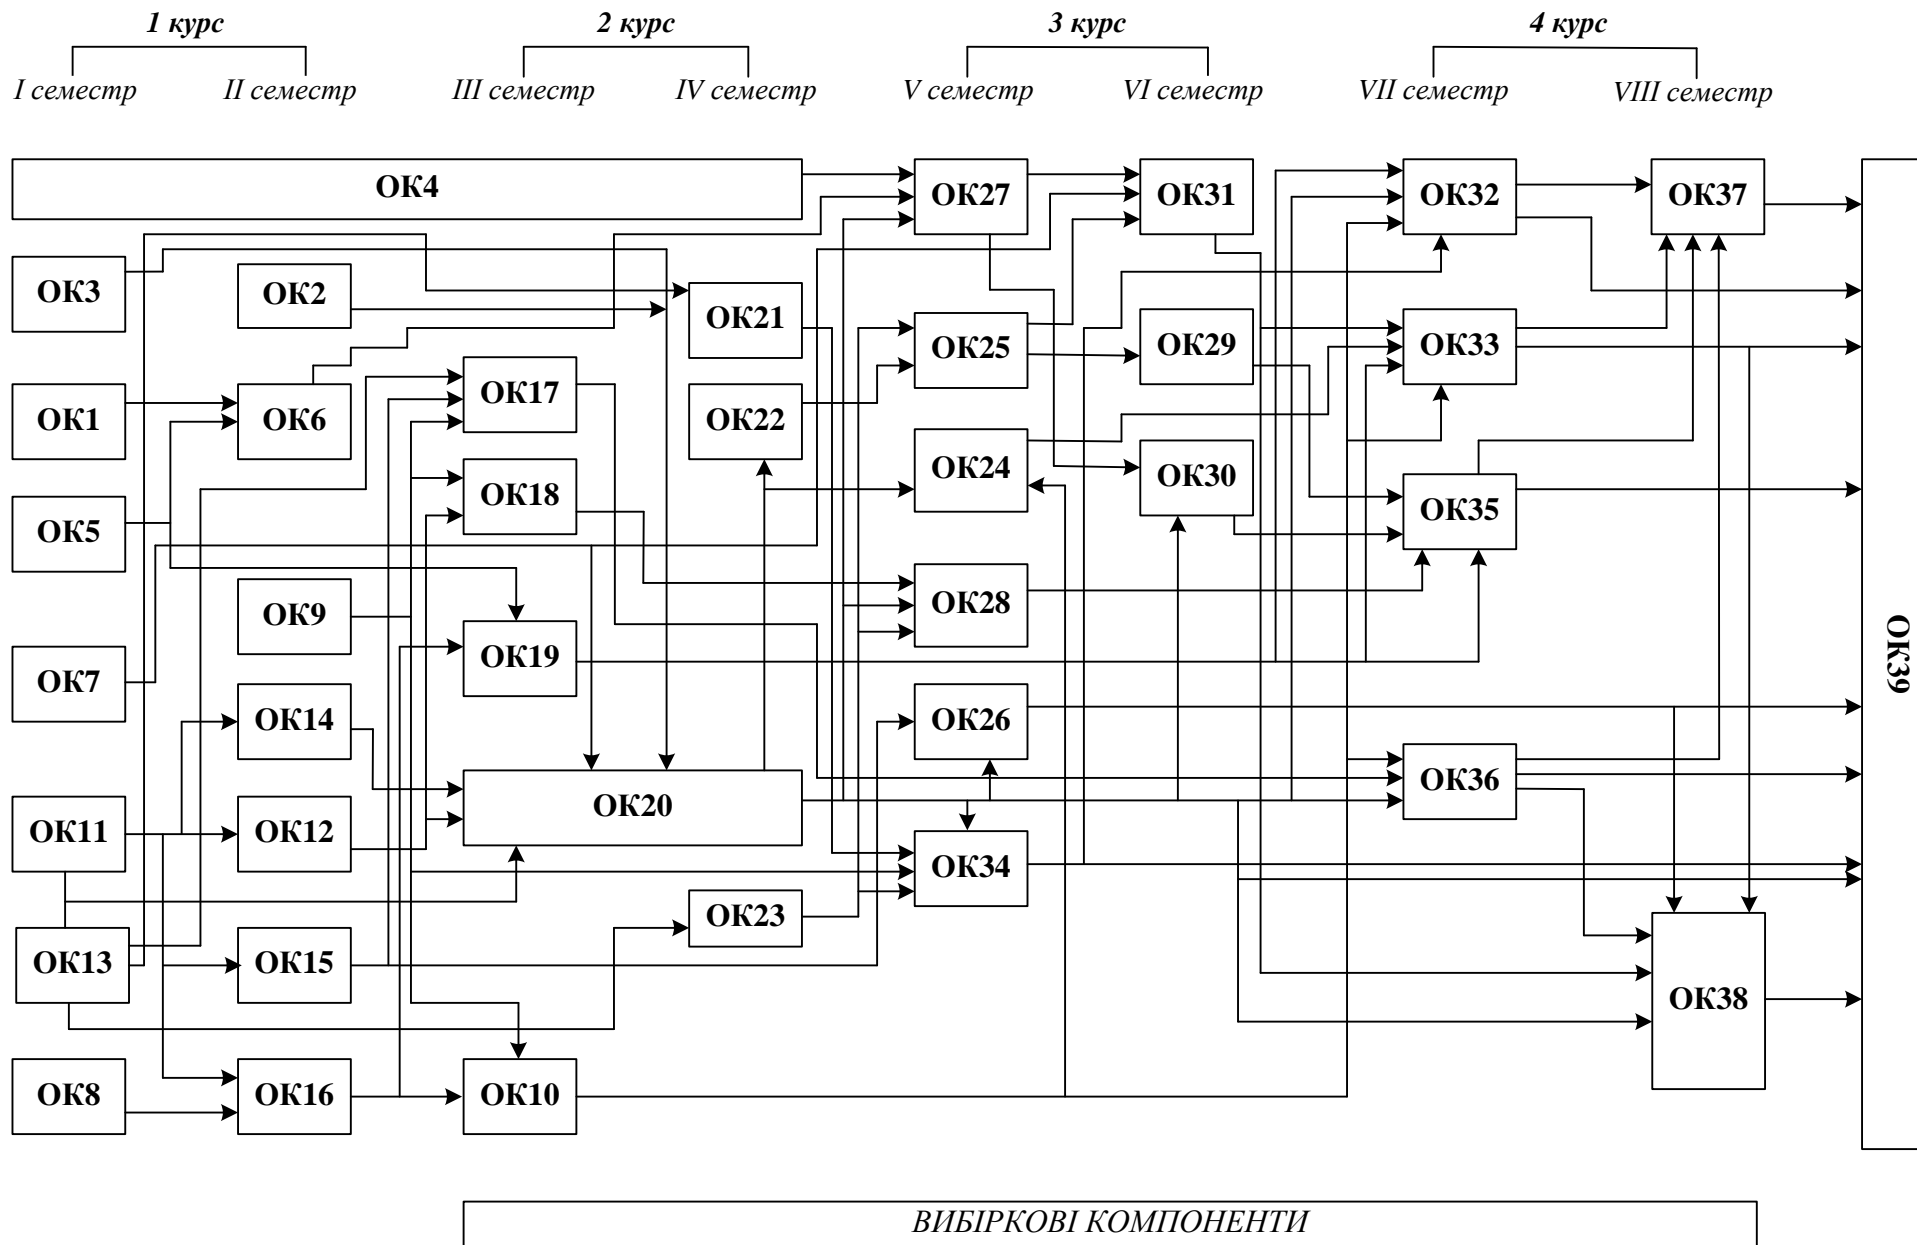 1 курс 2 курс 3 курс 4 курс
I семестр II семестр III семестр IV семестр V семестр VI семестр VII семестр VIII семестр
ОК4 ОК27 ОК31 ОК32 ОК37
ОК3 ОК2 ОК21 ОК25 ОК29 ОК33
ОК1 ОК6 ОК17 ОК22
ОК5 ОК18 ОК24 ОК30 ОК35
ОК9 ОК28
ОК7 ОК19 ОК39
ОК14 ОК26
ОК20 ОК36
ОК11 ОК12 ОК34
ОК23
ОК13 ОК15 ОК38
ОК8 ОК16 ОК10
ВИБІРКОВІ КОМПОНЕНТИ